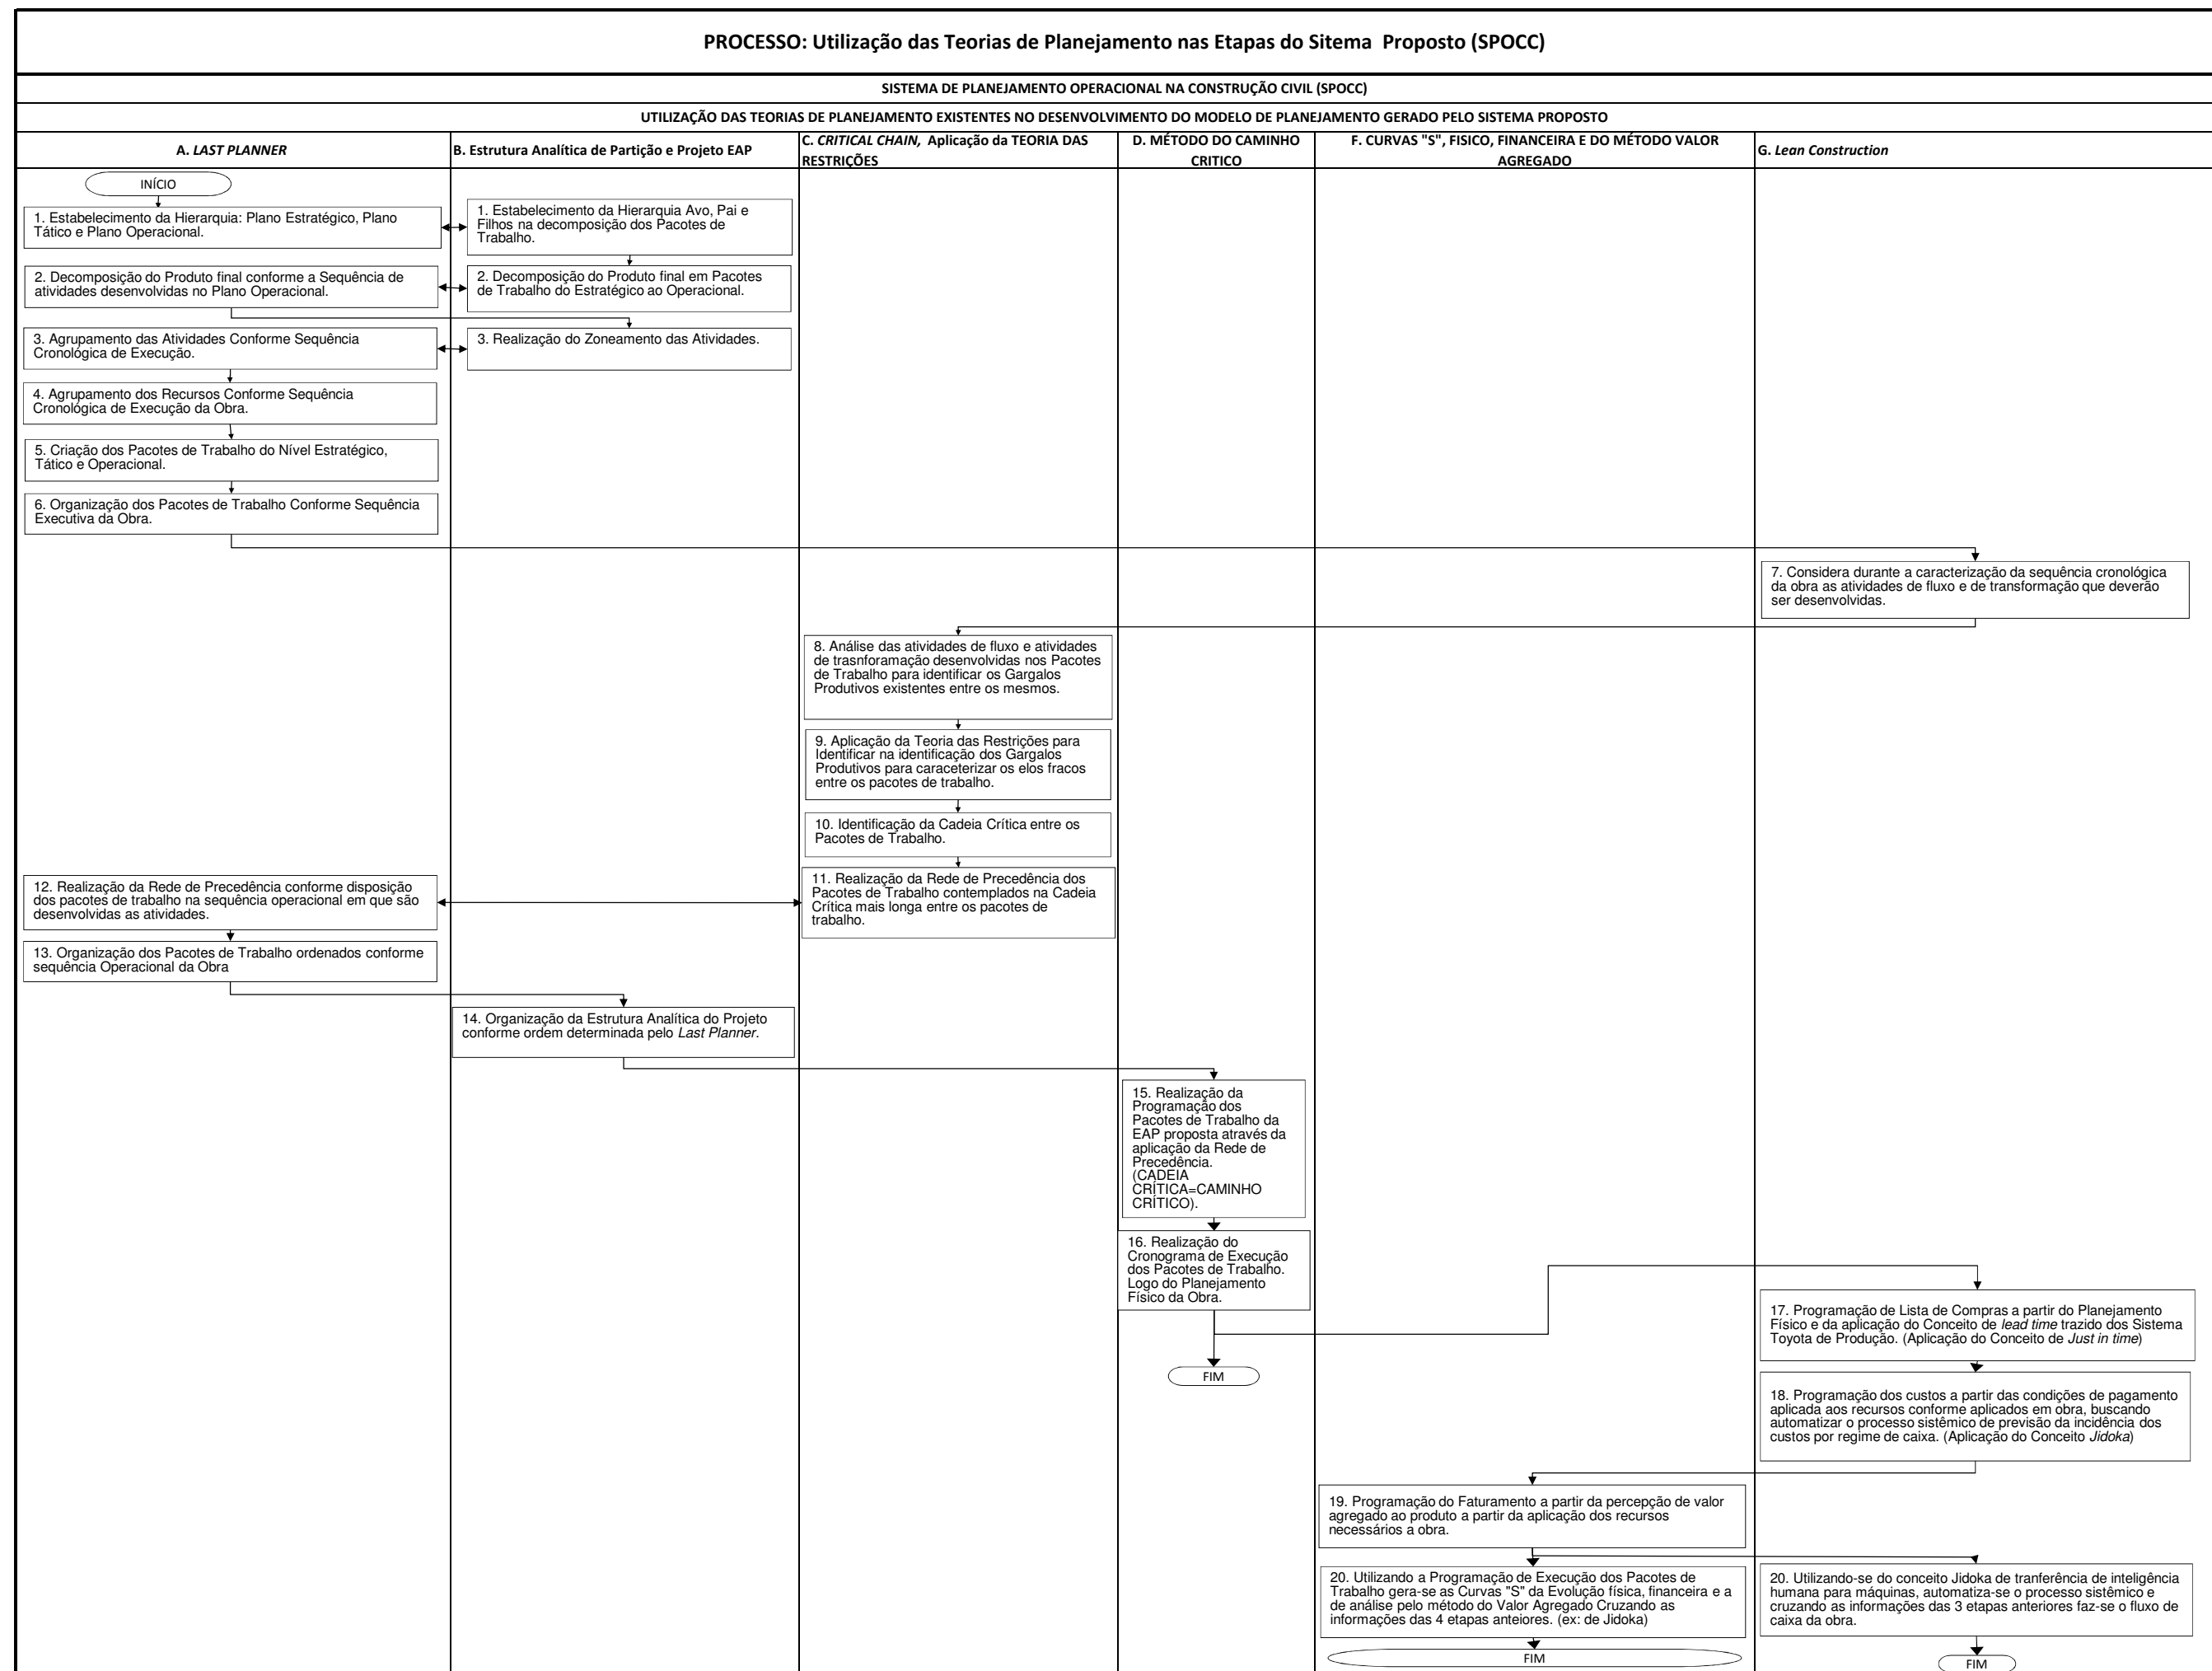 PROCESSO: Utilização das Teorias de Planejamento nas Etapas do Sitema  Proposto (SPOCC)
SISTEMA DE PLANEJAMENTO OPERACIONAL NA CONSTRUÇÃO CIVIL (SPOCC)
UTILIZAÇÃO DAS TEORIAS DE PLANEJAMENTO EXISTENTES NO DESENVOLVIMENTO DO MODELO DE PLANEJAMENTO GERADO PELO SISTEMA PROPOSTO
A. LAST PLANNER
B. Estrutura Analítica de Partição e Projeto EAP
C. CRITICAL CHAIN,  Aplicação da TEORIA DAS
RESTRIÇÕES
D. MÉTODO DO CAMINHO
CRITICO
F. CURVAS "S", FISICO, FINANCEIRA E DO MÉTODO VALOR
AGREGADO
G. Lean Construction
INÍCIO
1. Estabelecimento da Hierarquia: Plano Estratégico, Plano
Tático e Plano Operacional.
1. Estabelecimento da Hierarquia Avo, Pai e
Filhos na decomposição dos Pacotes de
Trabalho.
2. Decomposição do Produto final conforme a Sequência de
atividades desenvolvidas no Plano Operacional.
2. Decomposição do Produto final em Pacotes
de Trabalho do Estratégico ao Operacional.
3. Agrupamento das Atividades Conforme Sequência
Cronológica de Execução.
3. Realização do Zoneamento das Atividades.
4. Agrupamento dos Recursos Conforme Sequência
Cronológica de Execução da Obra.
5. Criação dos Pacotes de Trabalho do Nível Estratégico,
Tático e Operacional.
6. Organização dos Pacotes de Trabalho Conforme Sequência
Executiva da Obra.
7. Considera durante a caracterização da sequência cronológica
da obra as atividades de fluxo e de transformação que deverão
ser desenvolvidas.
8. Análise das atividades de fluxo e atividades
de trasnforamação desenvolvidas nos Pacotes
de Trabalho para identificar os Gargalos
Produtivos existentes entre os mesmos.
9. Aplicação da Teoria das Restrições para
Identificar na identificação dos Gargalos
Produtivos para caraceterizar os elos fracos
entre os pacotes de trabalho.
10. Identificação da Cadeia Crítica entre os
Pacotes de Trabalho.
12. Realização da Rede de Precedência conforme disposição
dos pacotes de trabalho na sequência operacional em que são
desenvolvidas as atividades.
11. Realização da Rede de Precedência dos
Pacotes de Trabalho contemplados na Cadeia
Crítica mais longa entre os pacotes de
trabalho.
13. Organização dos Pacotes de Trabalho ordenados conforme
sequência Operacional da Obra
14. Organização da Estrutura Analítica do Projeto
conforme ordem determinada pelo Last Planner.
15. Realização da
Programação dos
Pacotes de Trabalho da
EAP proposta através da
aplicação da Rede de
Precedência.
(CADEIA
CRÍTICA=CAMINHO
CRÍTICO).
16. Realização do
Cronograma de Execução
dos Pacotes de Trabalho.
Logo do Planejamento
Físico da Obra.
FIM
17. Programação de Lista de Compras a partir do Planejamento
Físico e da aplicação do Conceito de lead time trazido dos Sistema
Toyota de Produção. (Aplicação do Conceito de Just in time)
18. Programação dos custos a partir das condições de pagamento
aplicada aos recursos conforme aplicados em obra, buscando
automatizar o processo sistêmico de previsão da incidência dos
custos por regime de caixa. (Aplicação do Conceito Jidoka)
19. Programação do Faturamento a partir da percepção de valor
agregado ao produto a partir da aplicação dos recursos
necessários a obra.
20. Utilizando a Programação de Execução dos Pacotes de
Trabalho gera-se as Curvas "S" da Evolução física, financeira e a
de análise pelo método do Valor Agregado Cruzando as
informações das 4 etapas anteiores. (ex: de Jidoka)
20. Utilizando-se do conceito Jidoka de tranferência de inteligência
humana para máquinas, automatiza-se o processo sistêmico e
cruzando as informações das 3 etapas anteriores faz-se o fluxo de
caixa da obra.
FIM
FIM